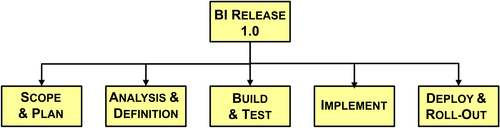 BI RELEASE
1.0
SCOPE
& PLAN
ANALYSIS &
DEFINITION
BUILD
& TEST
IMPLEMENT
DEPLOY &
ROLL-OUT